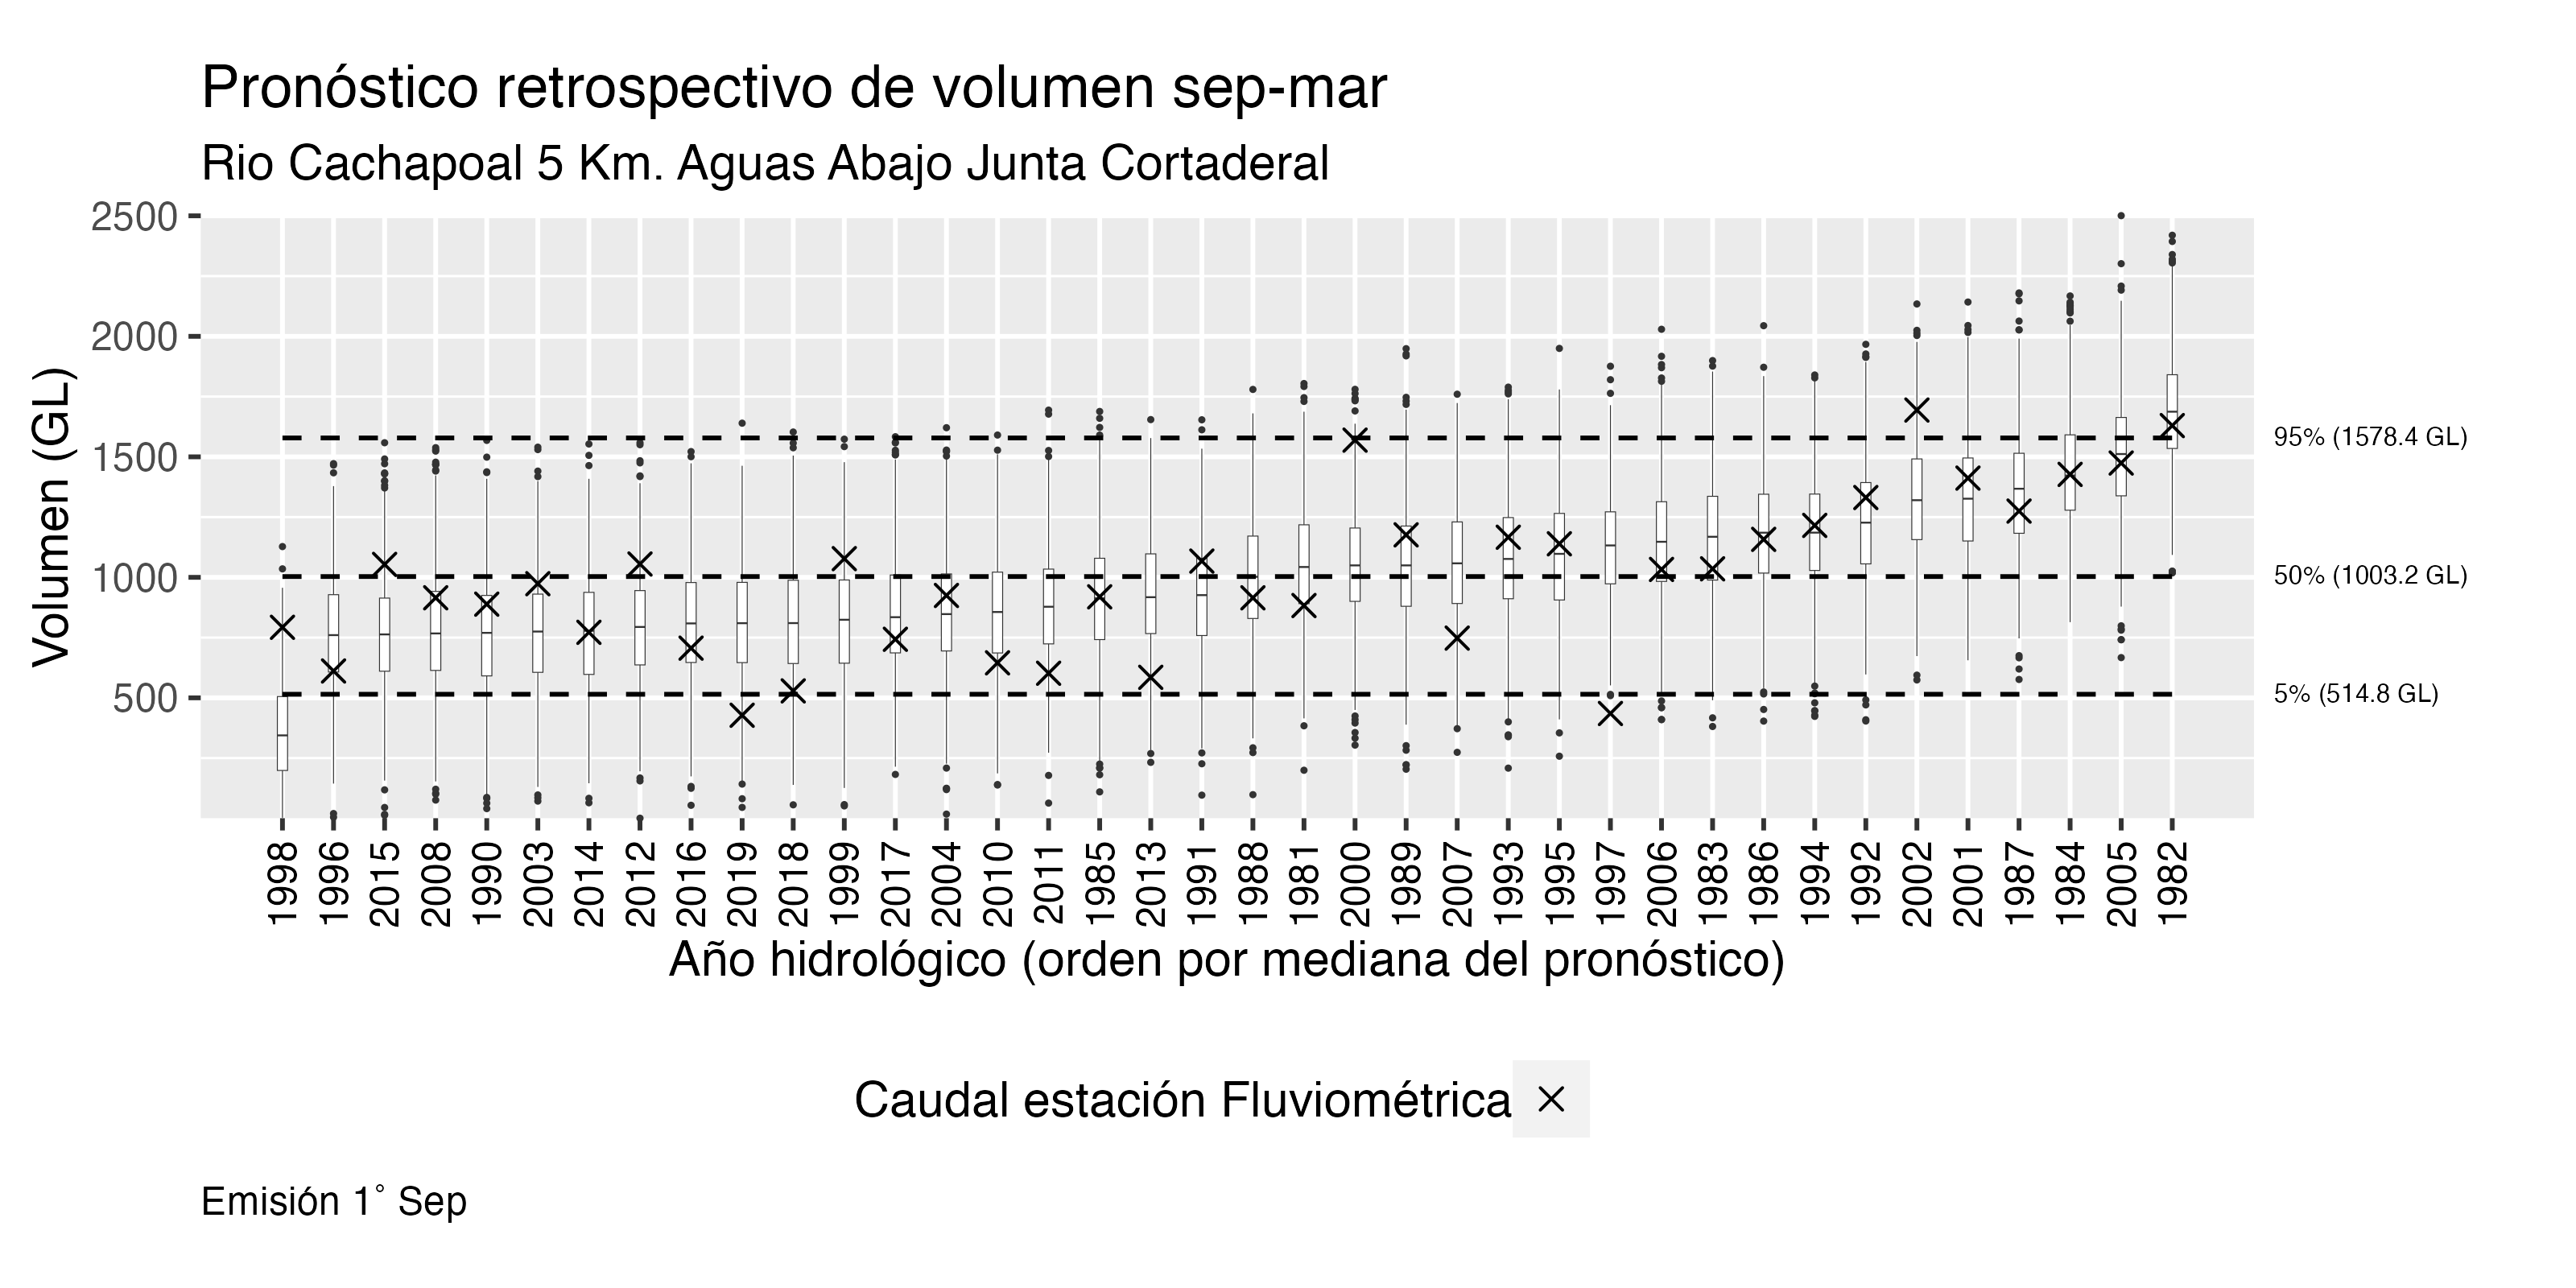 Pronóstico retrospectivo de volumen sep-mar
Rio Cachapoal 5 Km. Aguas Abajo Junta Cortaderal
Volumen (GL)
2500
2000
1500
1000
500
95% (1578.4 GL)
50% (1003.2 GL)
5% (514.8 GL)
1998 1996 2015 2008 1990 2003 2014 2012 2016 2019 2018 1999 2017 2004 2010 2011 1985 2013 1991 1988 1981 2000 1989 2007 1993 1995 1997 2006 1983 1986 1994 1992 2002 2001 1987 1984 2005 1982
Año hidrológico (orden por mediana del pronóstico)
Caudal estación Fluviométrica
Emisión 1° Sep